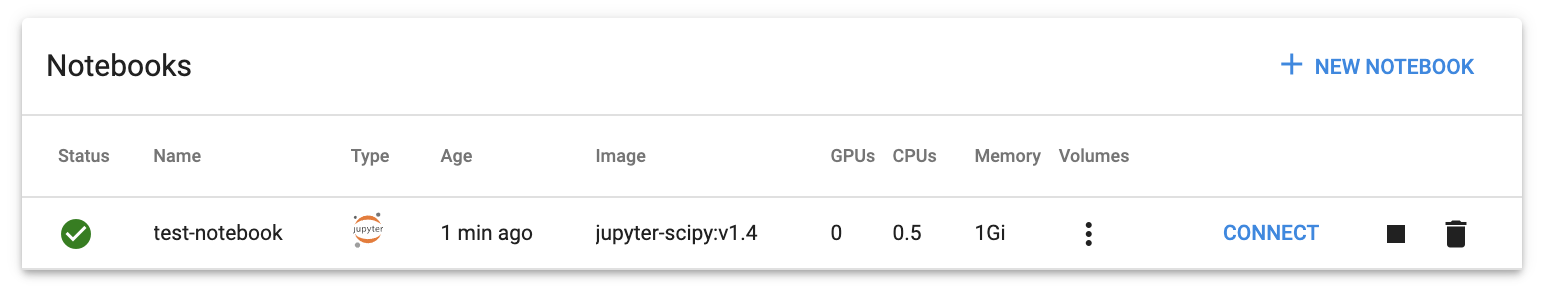 Notebooks
+ NEW NOTEBOOK
Status Name Type Age Image GPUs CPUs Memory Volumes
test-notebook jupyter 1 min ago jupyter-scipy:v1.4 0 0.5 1Gi CONNECT